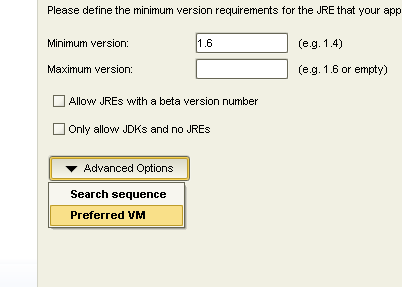 Please define the minimum version requirements for the JRE that your app
Minimum version: 1.6 (e.g. 1.4)
Maximum version: (e.g. 1.6 or empty)
Allow JREs with a beta version number
Only allow JDKs and no JREs
Advanced Options
Search sequence
Preferred VM